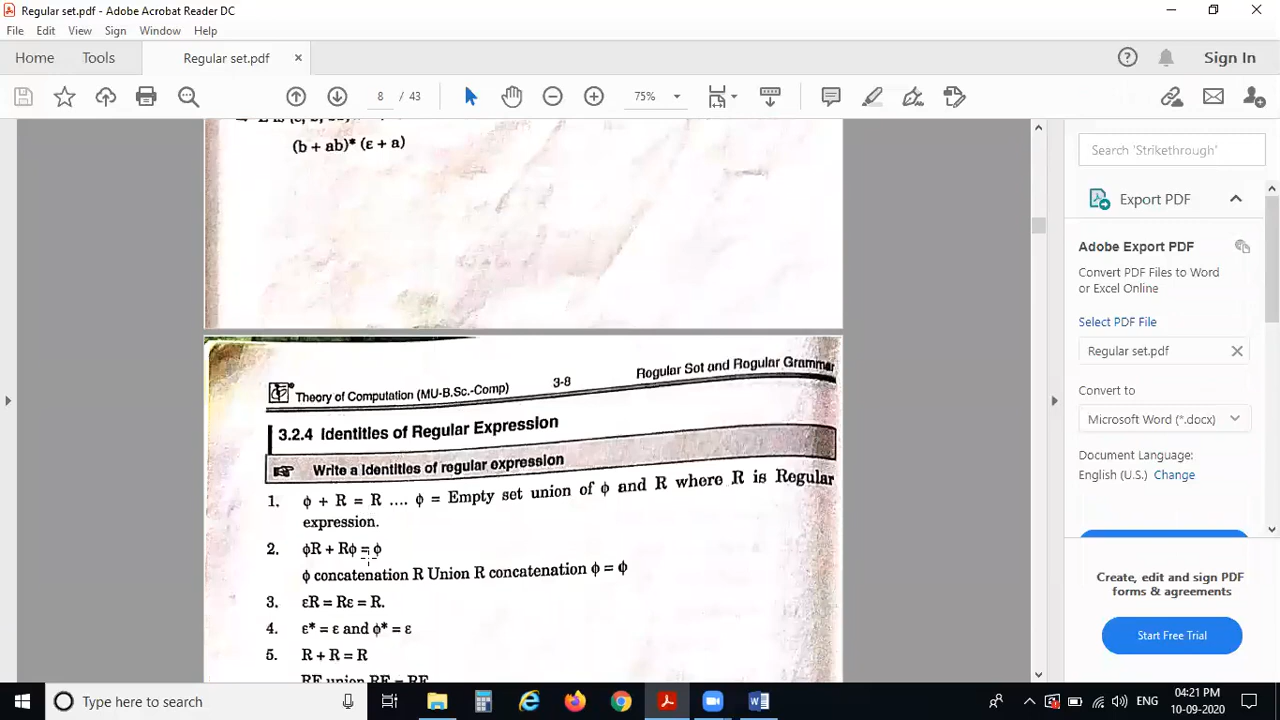 Regular set.pdf - Adobe Acrobat Reader DC
File Edit View Sign Window Help
Home Tools Regular set.pdf × Sign In
8 / 43 75%
(b + ab)* (ε + a)
Theory of Computation (MU-B.Sc.-Comp) 3-8 Regular Set and Regular Grammar
3.2.4 Identities of Regular Expression
Write a Identities of regular expression
1. ϕ + R = R .... ϕ = Empty set union of ϕ and R where R is Regular
expression.
2. ϕR + Rϕ = ϕ
ϕ concatenation R Union R concatenation ϕ = ϕ
3. εR = Rε = R.
4. ε* = ε and ϕ* = ε
5. R + R = R
RE union RE = RE
Search 'Strikethrough'
Export PDF
Adobe Export PDF
Convert PDF Files to Word
or Excel Online
Select PDF File
Regular set.pdf
Convert to
Microsoft Word (*.docx)
Document Language:
English (U.S.) Change
Create, edit and sign PDF
forms & agreements
Start Free Trial
Type here to search
ENG
04:21 PM
10-09-2020